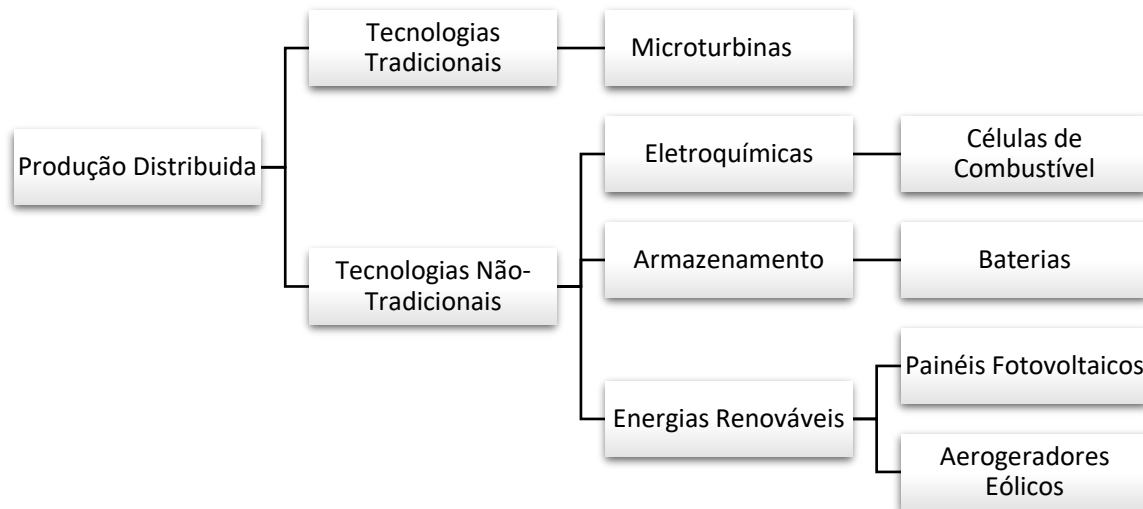 Tecnologias
Tradicionais
Microturbinas
Produção Distribuida
Eletroquímicas
Células de
Combustível
Tecnologias Não-
Tradicionais
Armazenamento
Baterias
Energias Renováveis
Painéis Fotovoltaicos
Aerogeradores
Eólicos